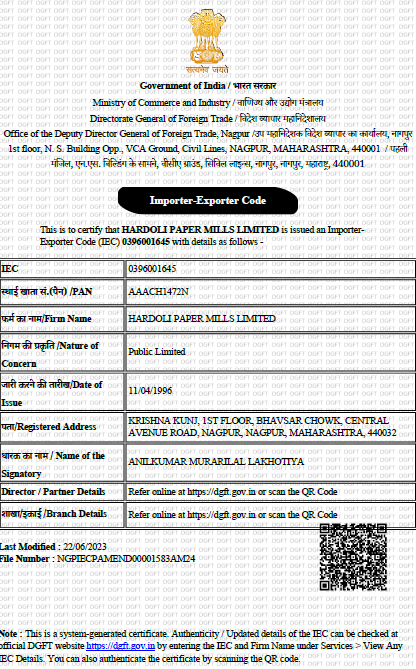 सत्यमेव जयते
Government of India / भारत सरकार
Ministry of Commerce and Industry / वाणिज्य और उद्योग मंत्रालय
Directorate General of Foreign Trade / विदेश व्यापार महानिदेशालय
Office of the Deputy Director General of Foreign Trade, Nagpur /उप महानिदेशक विदेश व्यापार का कार्यालय, नागपुर
1st floor, N. S. Building Opp., VCA Ground, Civil Lines, NAGPUR, MAHARASHTRA, 440001 / पहली
मंजिल, एन.एस. बिल्डिंग के सामने, वीसीए ग्राउंड, सिविल लाइन्स, नागपुर, नागपुर, महाराष्ट्र, 440001
Importer-Exporter Code
This is to certify that HARDOLI PAPER MILLS LIMITED is issued an Importer-
Exporter Code (IEC) 0396001645 with details as follows -
IEC 0396001645
स्थाई खाता सं.(पैन) /PAN AAACH1472N
फर्म का नाम/Firm Name HARDOLI PAPER MILLS LIMITED
निगम की प्रकृति /Nature of
Concern Public Limited
जारी करने की तारीख/Date of
Issue 11/04/1996
पता/Registered Address KRISHNA KUNJ, 1ST FLOOR, BHAVSAR CHOWK, CENTRAL
AVENUE ROAD, NAGPUR, NAGPUR, MAHARASHTRA, 440032
धारक का नाम / Name of the
Signatory ANILKUMAR MURARILAL LAKHOTIYA
Director / Partner Details Refer online at https://dgft.gov.in or scan the QR Code
शाखा/इकाई /Branch Details Refer online at https://dgft.gov.in or scan the QR Code
Last Modified : 22/06/2023
File Number : NGPIECPAMEND00001583AM24
Note : This is a system-generated certificate. Authenticity / Updated details of the IEC can be checked at
official DGFT website https://dgft.gov.in by entering the IEC and Firm Name under Services > View Any
IEC Details. You can also authenticate the certificate by scanning the QR code.